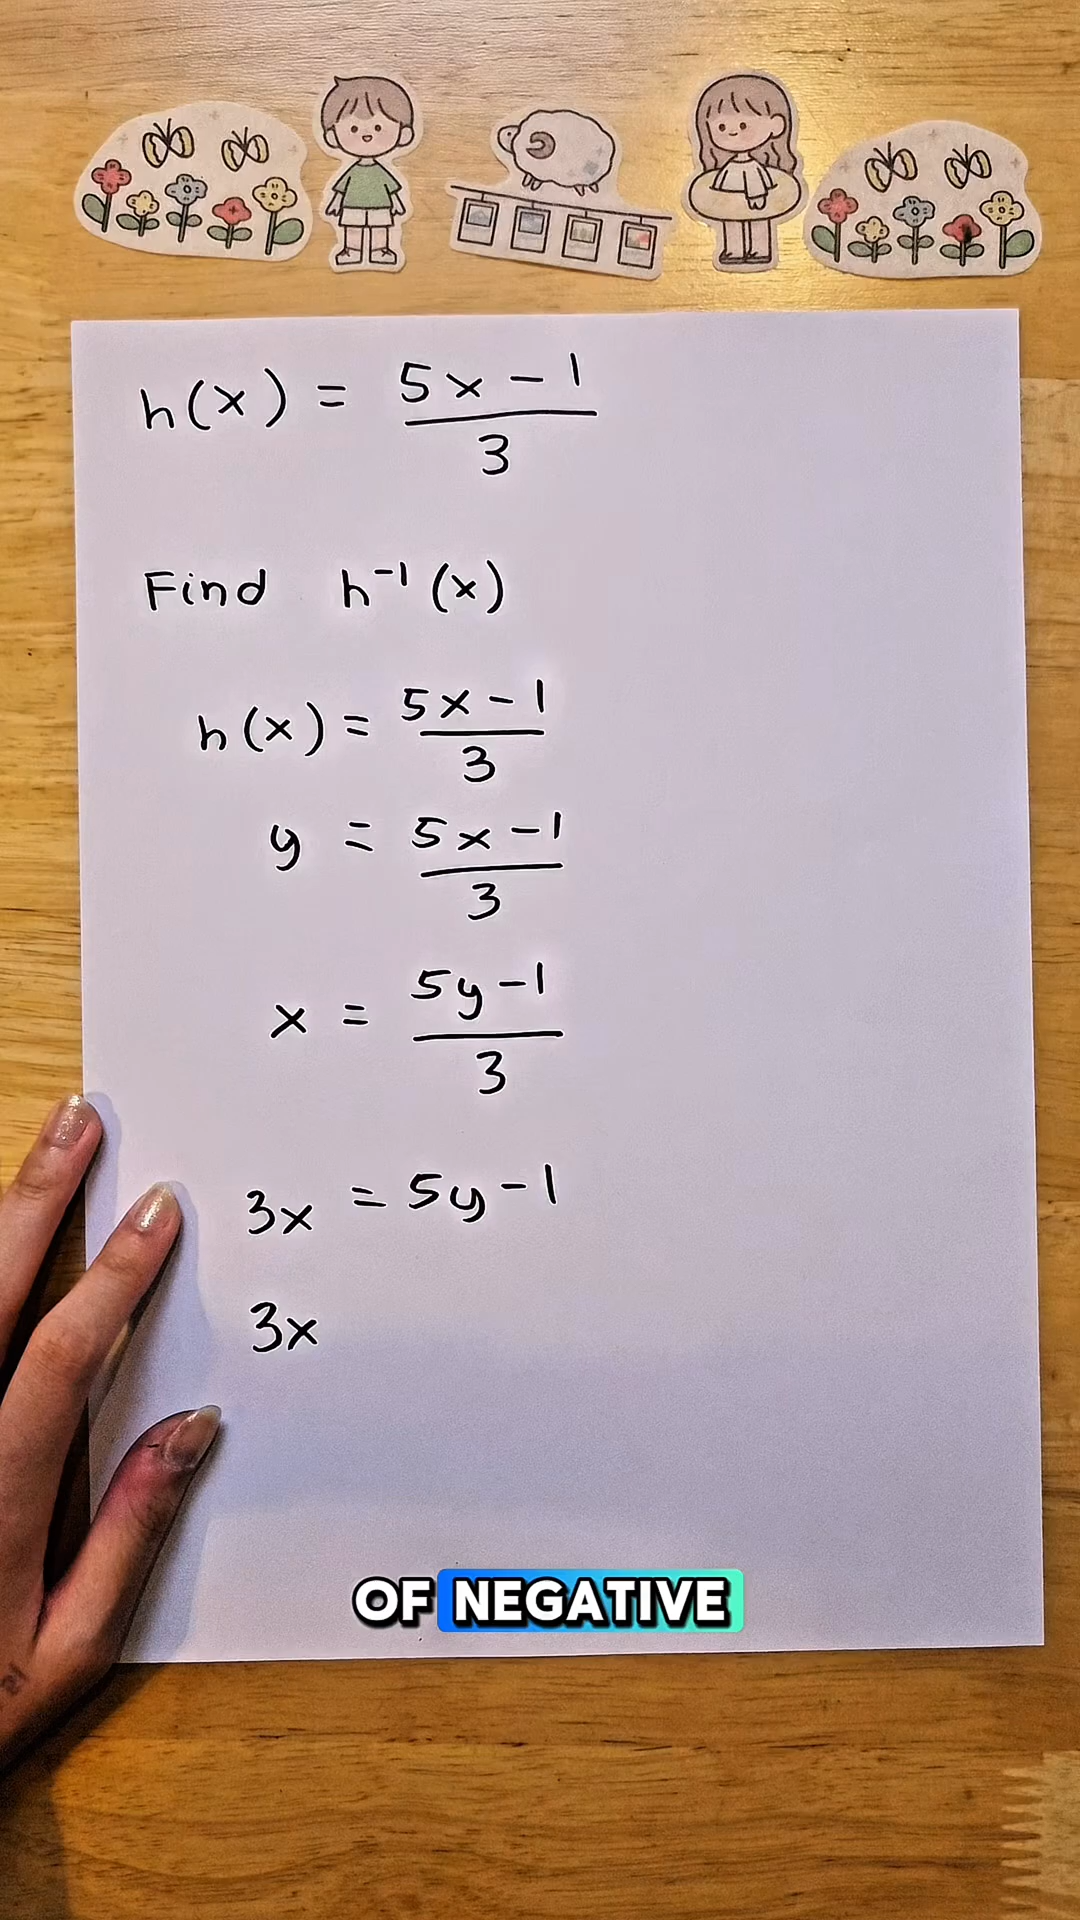 h(x) = 5x - 1
3
Find h⁻¹(x)
h(x) = 5x - 1
3
y = 5x - 1
3
x = 5y - 1
3
3x = 5y - 1
3x
OF NEGATIVE